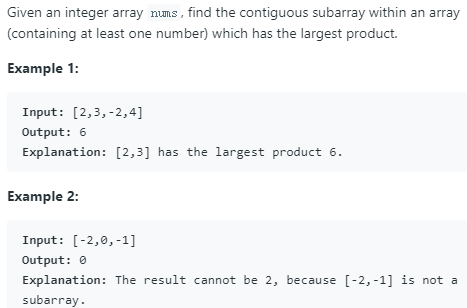 Given an integer array nums, find the contiguous subarray within an array
(containing at least one number) which has the largest product.
Example 1:
Input: [2,3,-2,4]
Output: 6
Explanation: [2,3] has the largest product 6.
Example 2:
Input: [-2,0,-1]
Output: 0
Explanation: The result cannot be 2, because [-2,-1] is not a
subarray.